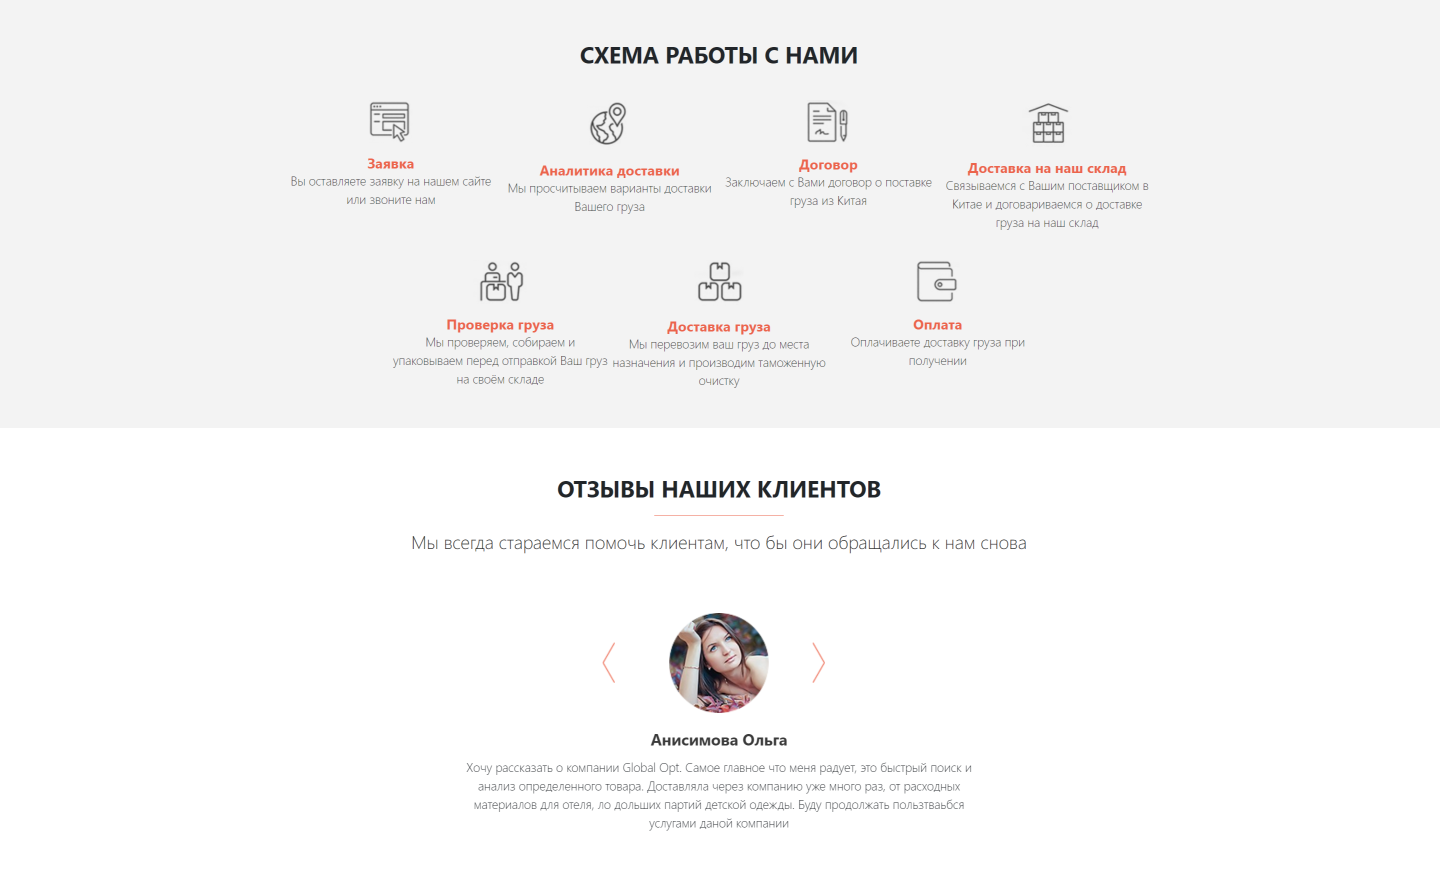 СХЕМА РАБОТЫ С НАМИ
Заявка
Вы оставляете заявку на нашем сайте
или звоните нам
Аналитика доставки
Мы просчитываем варианты доставки
Вашего груза
Договор
Заключаем с Вами договор о поставке
груза из Китая
Доставка на наш склад
Связываемся с Вашим поставщиком в
Китае и договариваемся о доставке
груза на наш склад
Проверка груза
Мы проверяем, собираем и
упаковываем перед отправкой Ваш груз
на своём складе
Доставка груза
Мы перевозим ваш груз до места
назначения и производим таможенную
очистку
Оплата
Оплачиваете доставку груза при
получении
ОТЗЫВЫ НАШИХ КЛИЕНТОВ
Мы всегда стараемся помочь клиентам, что бы они обращались к нам снова
Анисимова Ольга
Хочу рассказать о компании Global Opt. Самое главное что меня радует, это быстрый поиск и
анализ определенного товара. Доставляла через компанию уже много раз, от расходных
материалов для отеля, ло дольших партий детской одежды. Буду продолжать пользтваьбся
услугами даной компании